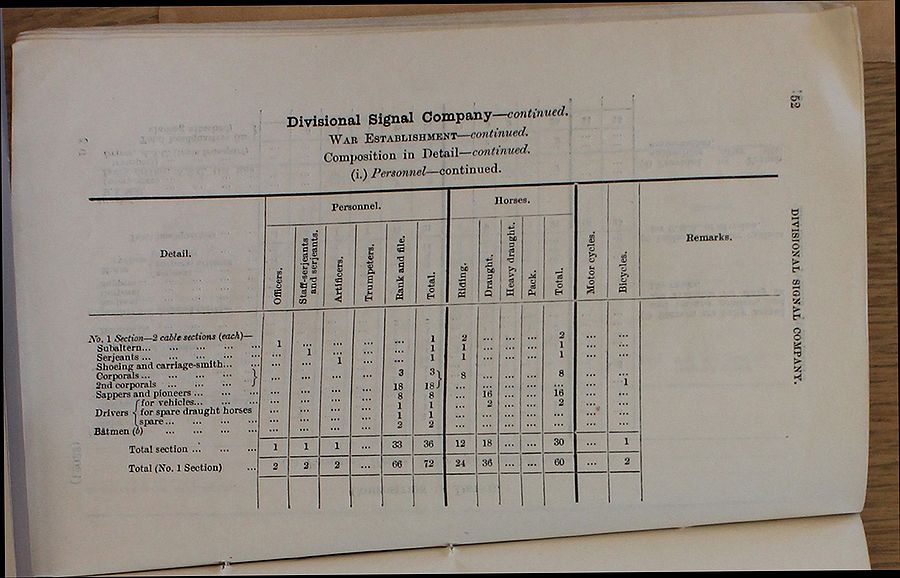 52
DIVISIONAL SIGNAL COMPANY.
Divisional Signal Company—continued.
WAR ESTABLISHMENT—continued.
Composition in Detail—continued.
(i.) Personnel—continued.
Detail. Personnel. Horses. Motor cycles. Bicycles. Remarks.
Officers. Staff-serjeants and serjeants. Artificers. Trumpeters. Rank and file. Total. Riding. Draught. Heavy draught. Pack. Total.
No. 1 Section—2 cable sections (each)—
Subaltern... ... ... ... ... 1 ... ... ... ... 1 2 ... ... ... 2 ... ...
Serjeants ... ... ... ... ... ... 1 ... ... ... 1 1 ... ... ... 1 ... ...
Shoeing and carriage-smith... ... ... ... 1 ... ... 1 1 ... ... ... 1 ... ...
Corporals ... ... ... ... ...
2nd corporals ... ... ... } ... ... ... ... 3 3 } 8 ... ... ... 8 ... ...
Sappers and pioneers ... ... ... ... ... ... ... 18 18 ... ... ... ... ... ... 1
Drivers { for vehicles... ... ... ... ... ... ... 8 8 ... 16 ... ... 16 ... ...
for spare draught horses ... ... ... ... 1 1 ... 2 ... ... 2 ... ...
spare ... ... ... ... ... ... ... ... 1 1 ... ... ... ... ... ... ...
Bâtmen (b) ... ... ... ... ... ... ... ... 2 2 ... ... ... ... ... ... ...
Total section ... ... ... 1 1 1 ... 33 36 12 18 ... ... 30 ... 1
Total (No. 1 Section) ... 2 2 2 ... 66 72 24 36 ... ... 60 ... 2